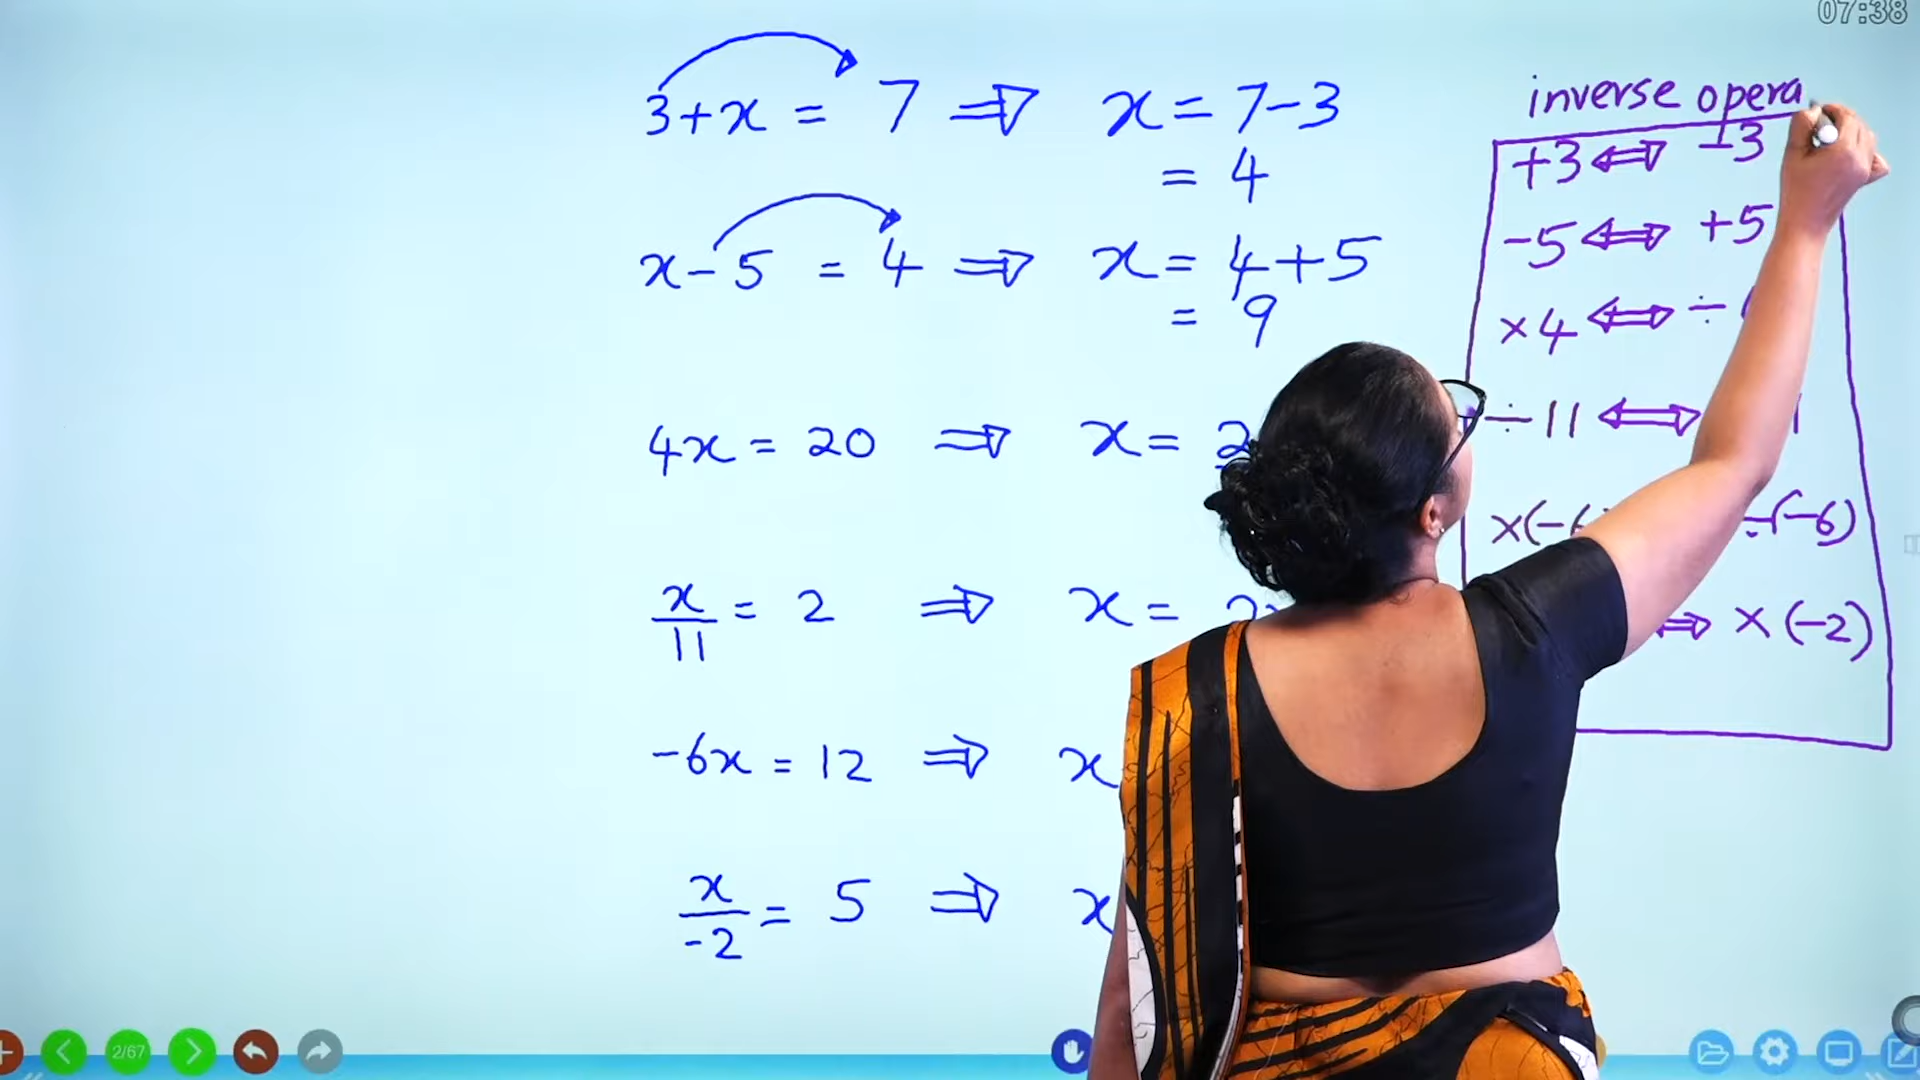 07:38
3+x = 7 ⇒ x = 7-3
= 4
x-5 = 4 ⇒ x = 4+5
= 9
4x = 20 ⇒ x =
x/11 = 2 ⇒ x =
-6x = 12 ⇒ x
x/-2 = 5 ⇒ x
inverse opera
+3 ⇔ -3
-5 ⇔ +5
×4 ⇔ ÷
÷11 ⇔
×(-6 ÷(-6)
⇔ ×(-2)
2/67